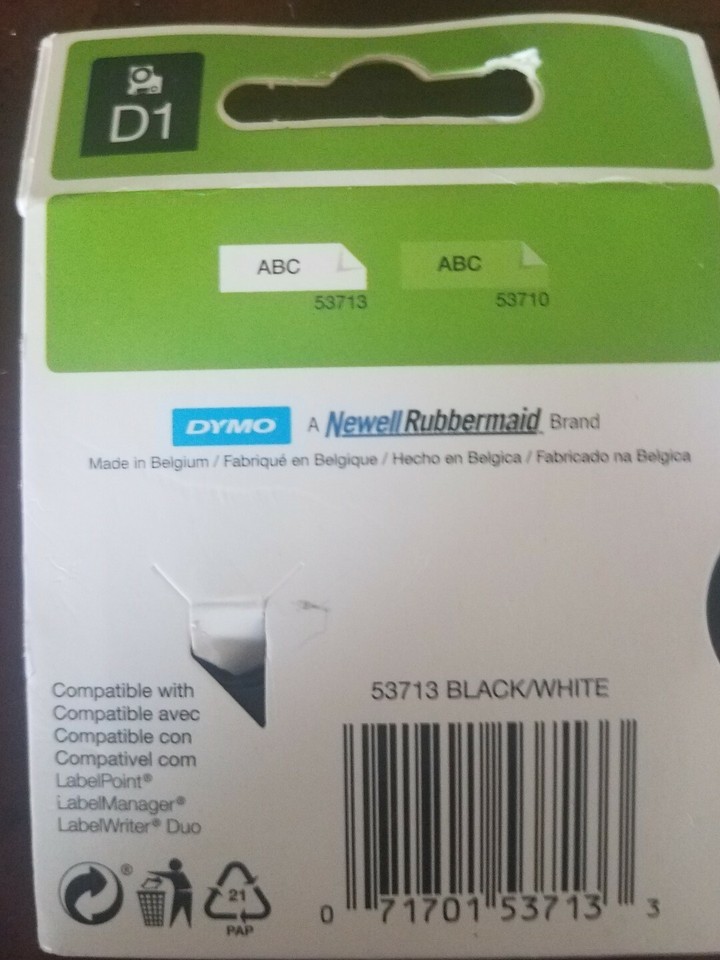 D1
ABC
53713
ABC
53710
DYMO A Newell Rubbermaid Brand
Made in Belgium / Fabriqué en Belgique / Hecho en Belgica / Fabricado na Belgica
Compatible with
Compatible avec
Compatible con
Compativel com
LabelPoint®
LabelManager®
LabelWriter® Duo
®
21
PAP
53713 BLACK/WHITE
0 71701 53713 3